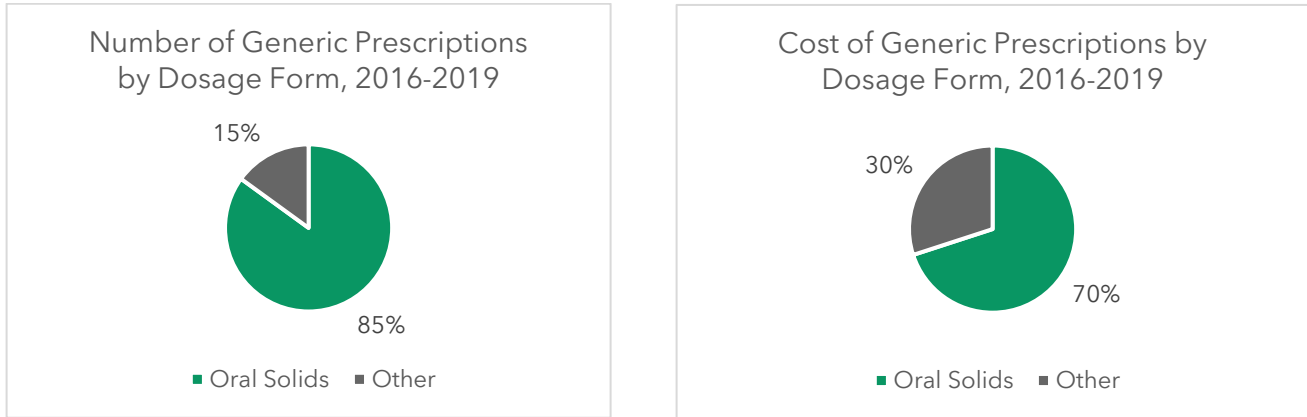 Number of Generic Prescriptions
by Dosage Form, 2016-2019
15%
85%
Oral Solids Other
Cost of Generic Prescriptions by
Dosage Form, 2016-2019
30%
70%
Oral Solids Other